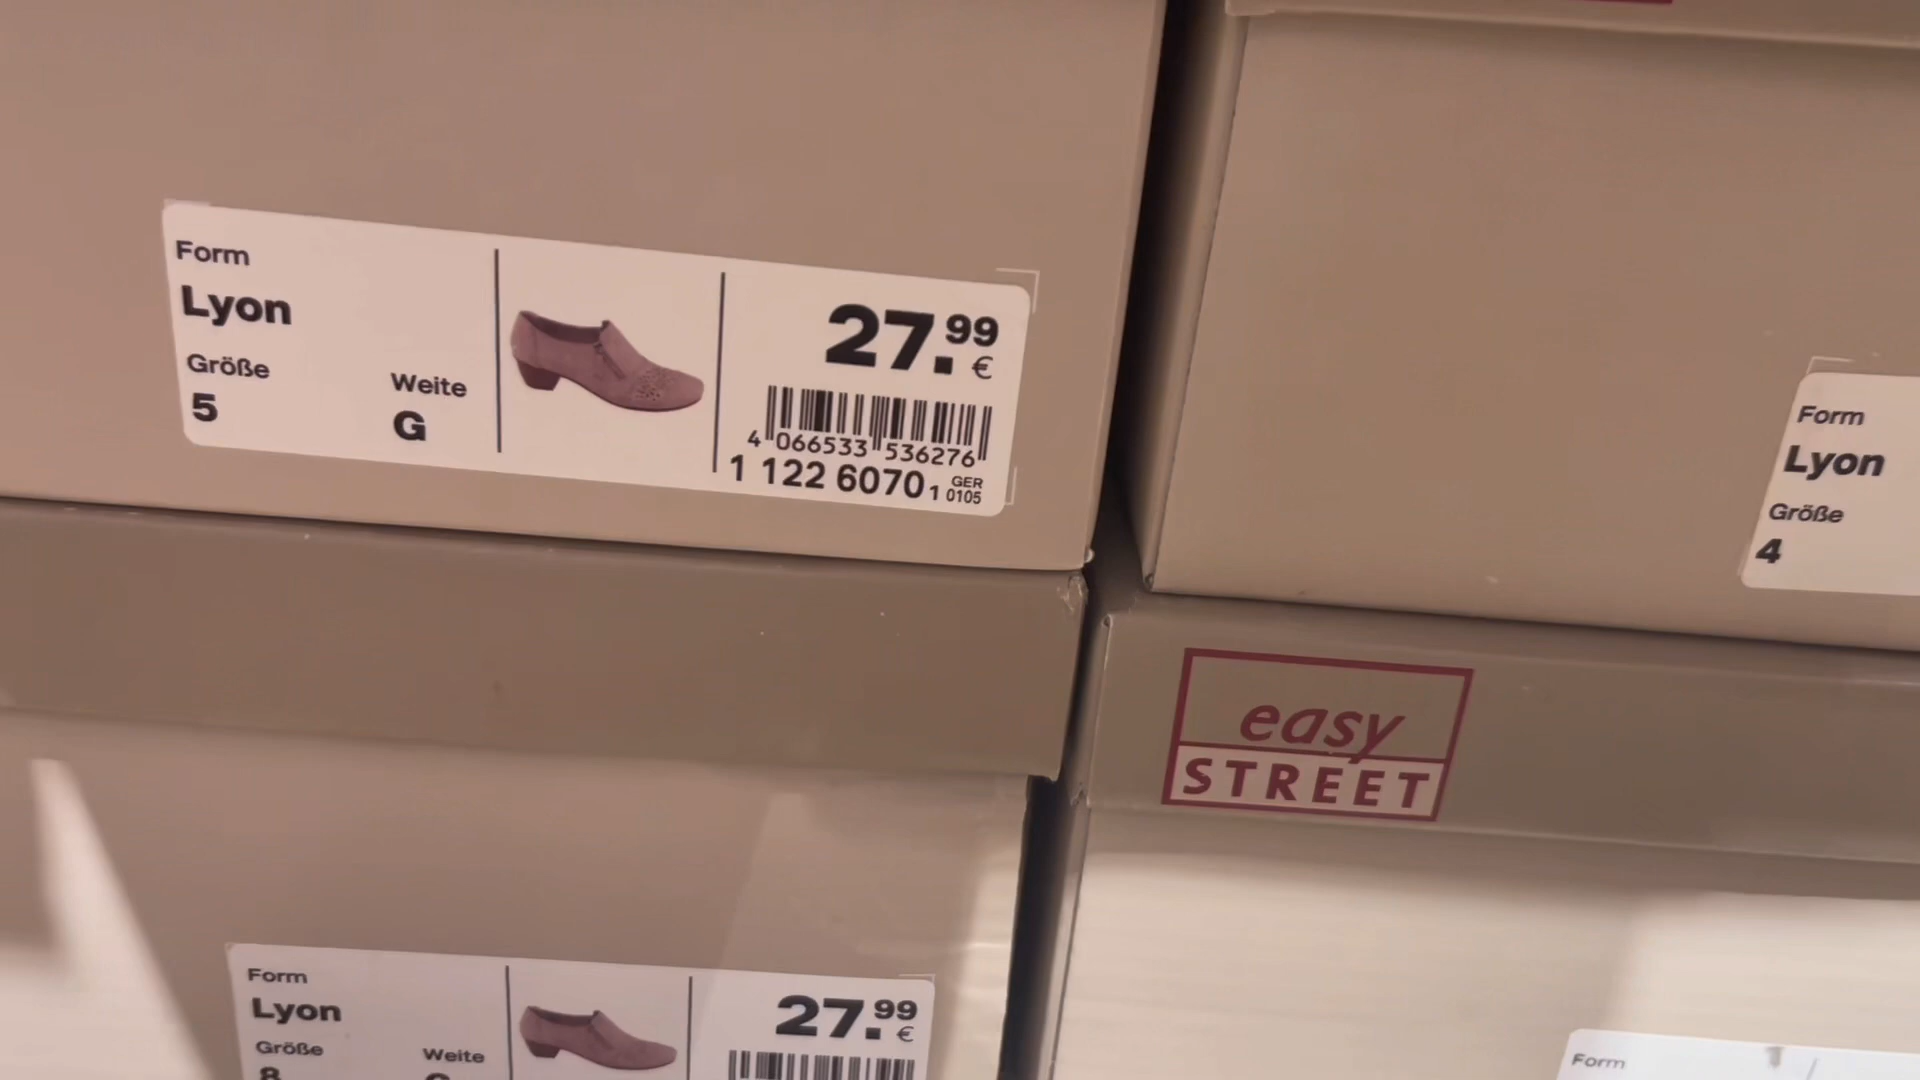 Form
Lyon
Größe
5
Weite
G
27.99
€
4 066533 536276
1 122 6070 1 GER 0105
Form
Lyon
Größe
4
easy
STREET
Form
Lyon
Größe
8
Weite
27.99
€
Form